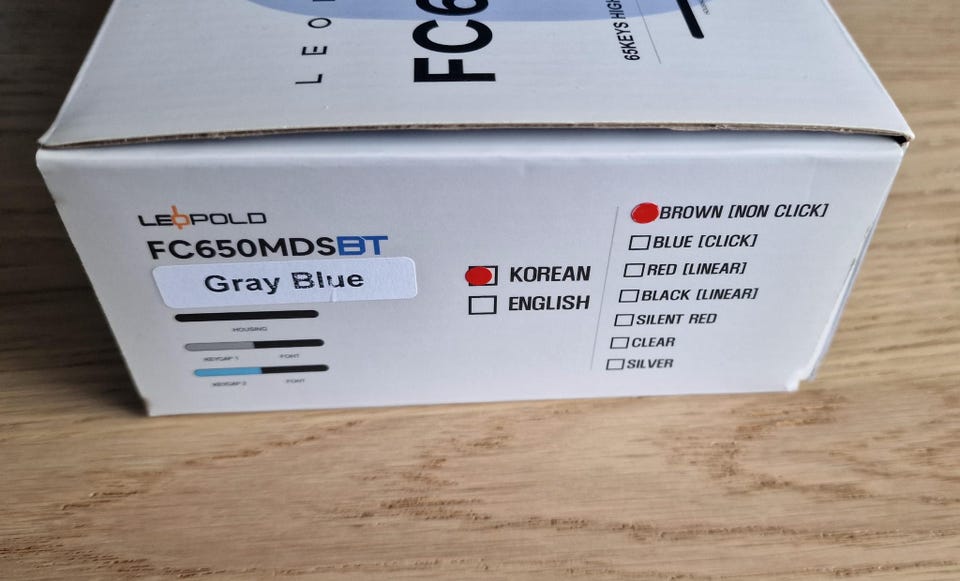 LEO
FC6
65KEYS HIGH
LEOPOLD
FC650MDSBT
Gray Blue
HOUSING
KEYCAP 1 FONT
KEYCAP 2 FONT
KOREAN
ENGLISH
BROWN [NON CLICK]
BLUE [CLICK]
RED [LINEAR]
BLACK [LINEAR]
SILENT RED
CLEAR
SILVER